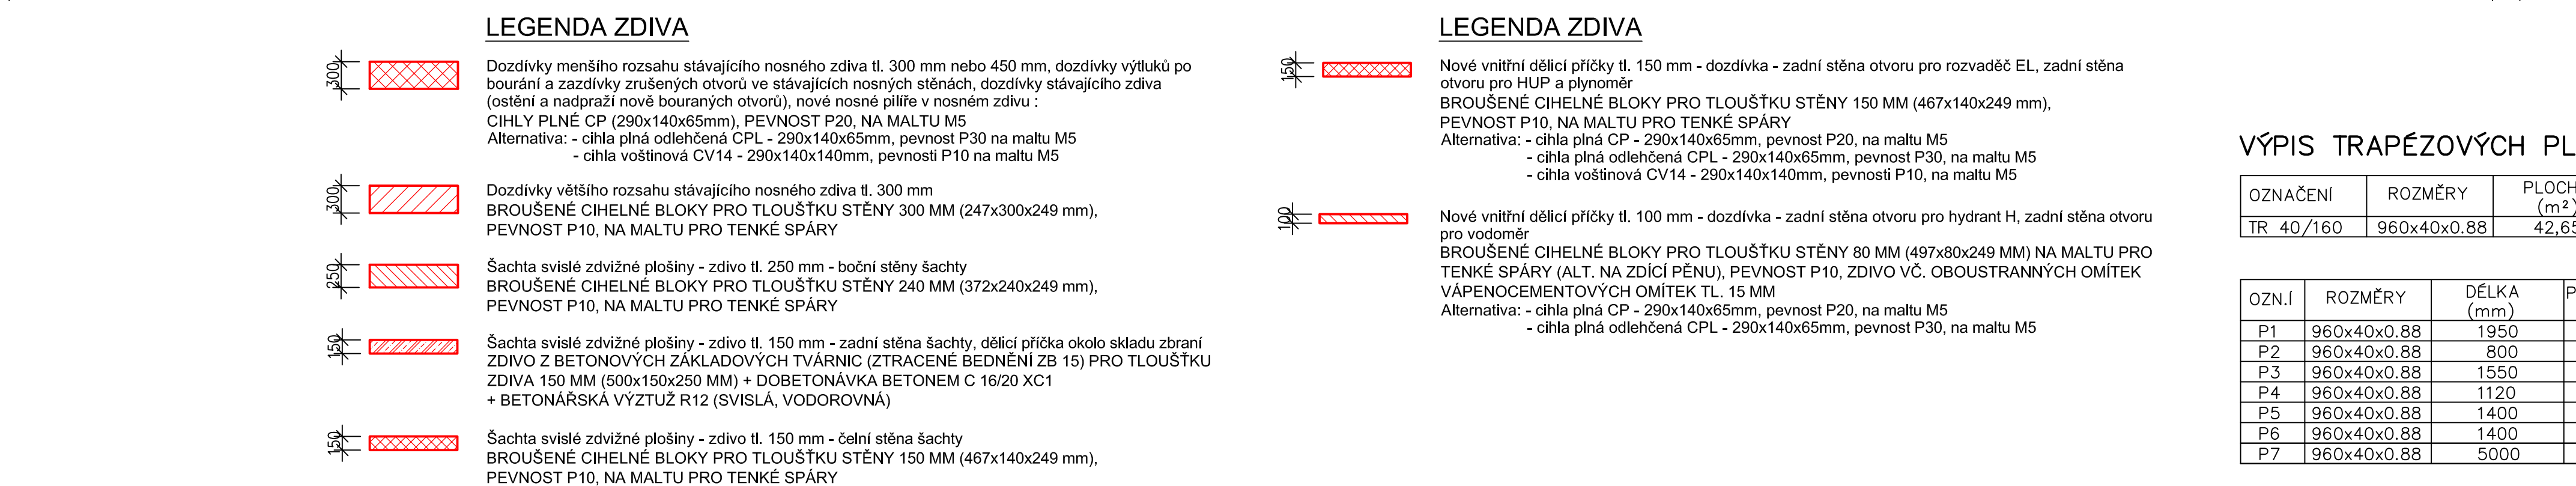 LEGENDA ZDIVA
300
Dozdívky menšího rozsahu stávajícího nosného zdiva tl. 300 mm nebo 450 mm, dozdívky výtluků po
bourání a zazdívky zrušených otvorů ve stávajících nosných stěnách, dozdívky stávajícího zdiva
(ostění a nadpraží nově bouraných otvorů), nové nosné pilíře v nosném zdivu :
CIHLY PLNÉ CP (290x140x65mm), PEVNOST P20, NA MALTU M5
Alternativa: - cihla plná odlehčená CPL - 290x140x65mm, pevnost P30 na maltu M5
- cihla voštinová CV14 - 290x140x140mm, pevnosti P10 na maltu M5
300
Dozdívky většího rozsahu stávajícího nosného zdiva tl. 300 mm
BROUŠENÉ CIHELNÉ BLOKY PRO TLOUŠŤKU STĚNY 300 MM (247x300x249 mm),
PEVNOST P10, NA MALTU PRO TENKÉ SPÁRY
250
Šachta svislé zdvižné plošiny - zdivo tl. 250 mm - boční stěny šachty
BROUŠENÉ CIHELNÉ BLOKY PRO TLOUŠŤKU STĚNY 240 MM (372x240x249 mm),
PEVNOST P10, NA MALTU PRO TENKÉ SPÁRY
150
Šachta svislé zdvižné plošiny - zdivo tl. 150 mm - zadní stěna šachty, dělicí příčka okolo skladu zbraní
ZDIVO Z BETONOVÝCH ZÁKLADOVÝCH TVÁRNIC (ZTRACENÉ BEDNĚNÍ ZB 15) PRO TLOUŠŤKU
ZDIVA 150 MM (500x150x250 MM) + DOBETONÁVKA BETONEM C 16/20 XC1
+ BETONÁŘSKÁ VÝZTUŽ R12 (SVISLÁ, VODOROVNÁ)
150
Šachta svislé zdvižné plošiny - zdivo tl. 150 mm - čelní stěna šachty
BROUŠENÉ CIHELNÉ BLOKY PRO TLOUŠŤKU STĚNY 150 MM (467x140x249 mm),
PEVNOST P10, NA MALTU PRO TENKÉ SPÁRY
LEGENDA ZDIVA
150
Nové vnitřní dělicí příčky tl. 150 mm - dozdívka - zadní stěna otvoru pro rozvaděč EL, zadní stěna
otvoru pro HUP a plynoměr
BROUŠENÉ CIHELNÉ BLOKY PRO TLOUŠŤKU STĚNY 150 MM (467x140x249 mm),
PEVNOST P10, NA MALTU PRO TENKÉ SPÁRY
Alternativa: - cihla plná CP - 290x140x65mm, pevnost P20, na maltu M5
- cihla plná odlehčená CPL - 290x140x65mm, pevnost P30, na maltu M5
- cihla voštinová CV14 - 290x140x140mm, pevnosti P10, na maltu M5
100
Nové vnitřní dělicí příčky tl. 100 mm - dozdívka - zadní stěna otvoru pro hydrant H, zadní stěna otvoru
pro vodoměr
BROUŠENÉ CIHELNÉ BLOKY PRO TLOUŠŤKU STĚNY 80 MM (497x80x249 MM) NA MALTU PRO
TENKÉ SPÁRY (ALT. NA ZDÍCÍ PĚNU), PEVNOST P10, ZDIVO VČ. OBOUSTRANNÝCH OMÍTEK
VÁPENOCEMENTOVÝCH OMÍTEK TL. 15 MM
Alternativa: - cihla plná CP - 290x140x65mm, pevnost P20, na maltu M5
- cihla plná odlehčená CPL - 290x140x65mm, pevnost P30, na maltu M5
VÝPIS TRAPÉZOVÝCH PL
OZNAČENÍ ROZMĚRY PLOCH
(m²)
TR 40/160 960x40x0.88 42,65
OZN.Í ROZMĚRY DÉLKA P
(mm)
P1 960x40x0.88 1950
P2 960x40x0.88 800
P3 960x40x0.88 1550
P4 960x40x0.88 1120
P5 960x40x0.88 1400
P6 960x40x0.88 1400
P7 960x40x0.88 5000